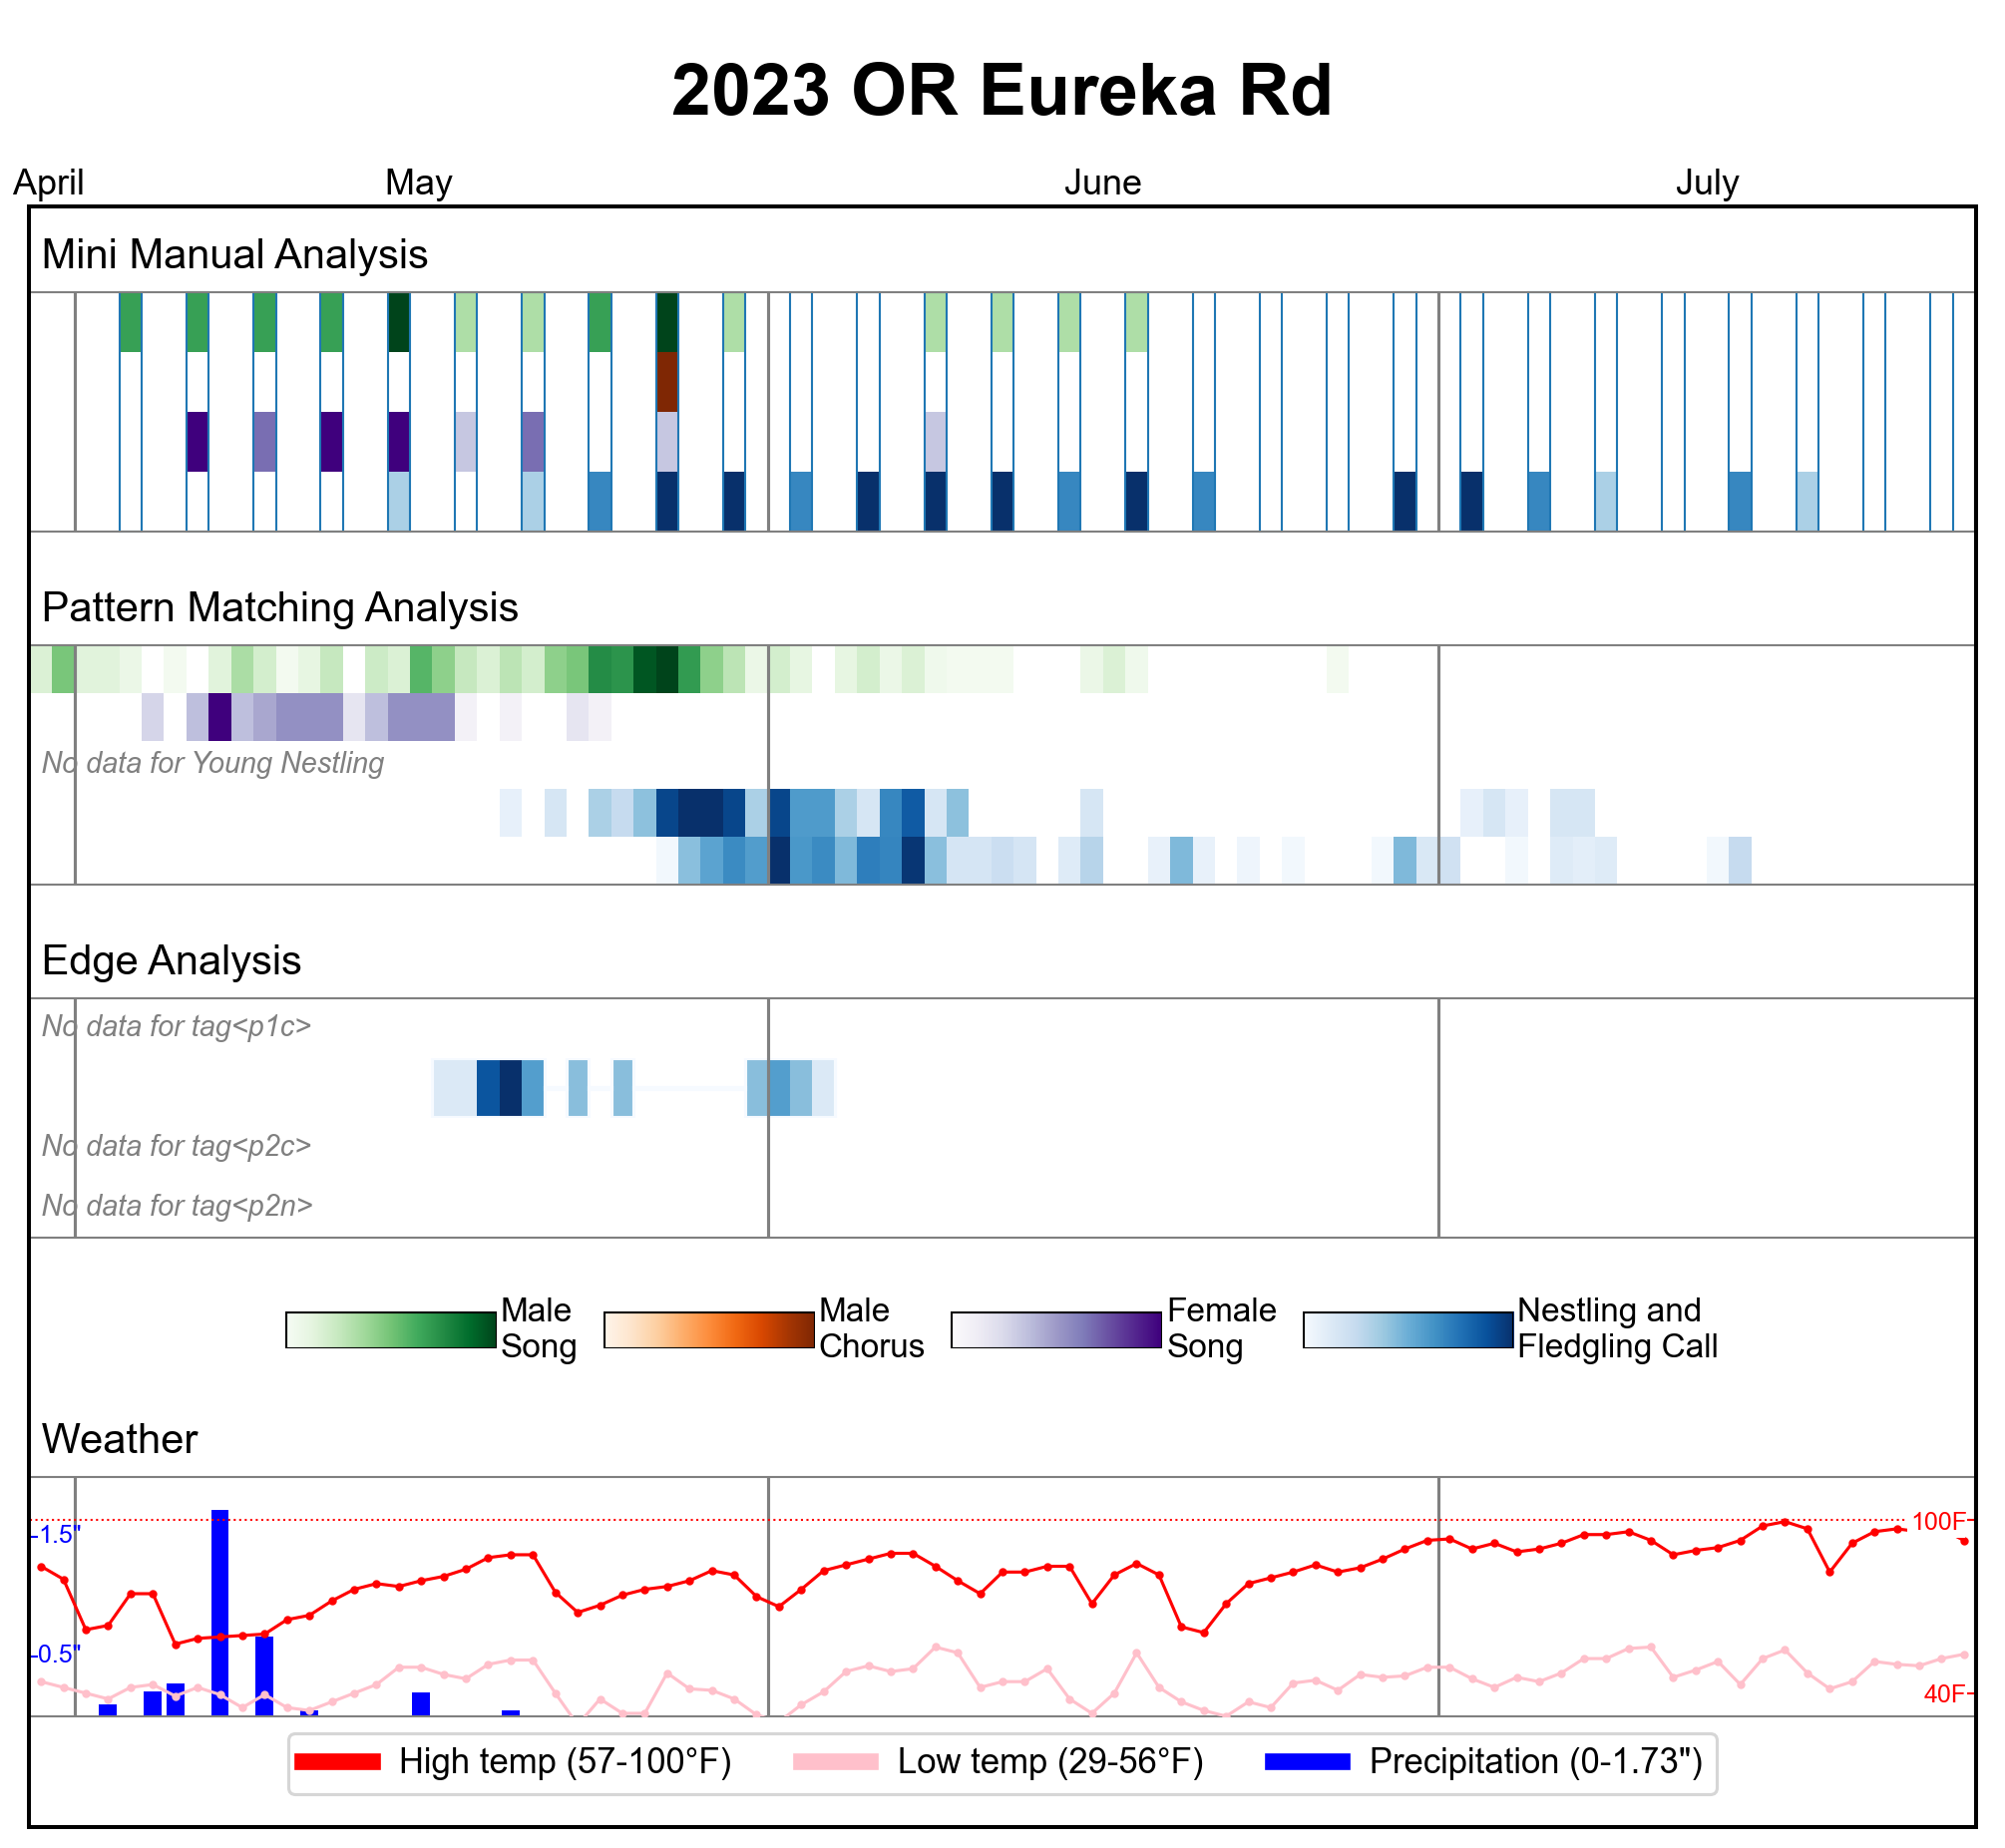 2023 OR Eureka Rd
April May June July
Mini Manual Analysis
Pattern Matching Analysis
No data for Young Nestling
Edge Analysis
No data for tag<p1c>
No data for tag<p2c>
No data for tag<p2n>
Male
Song
Male
Chorus
Female
Song
Nestling and
Fledgling Call
Weather
-1.5"
100F-
-0.5"
40F-
High temp (57-100°F) Low temp (29-56°F) Precipitation (0-1.73")